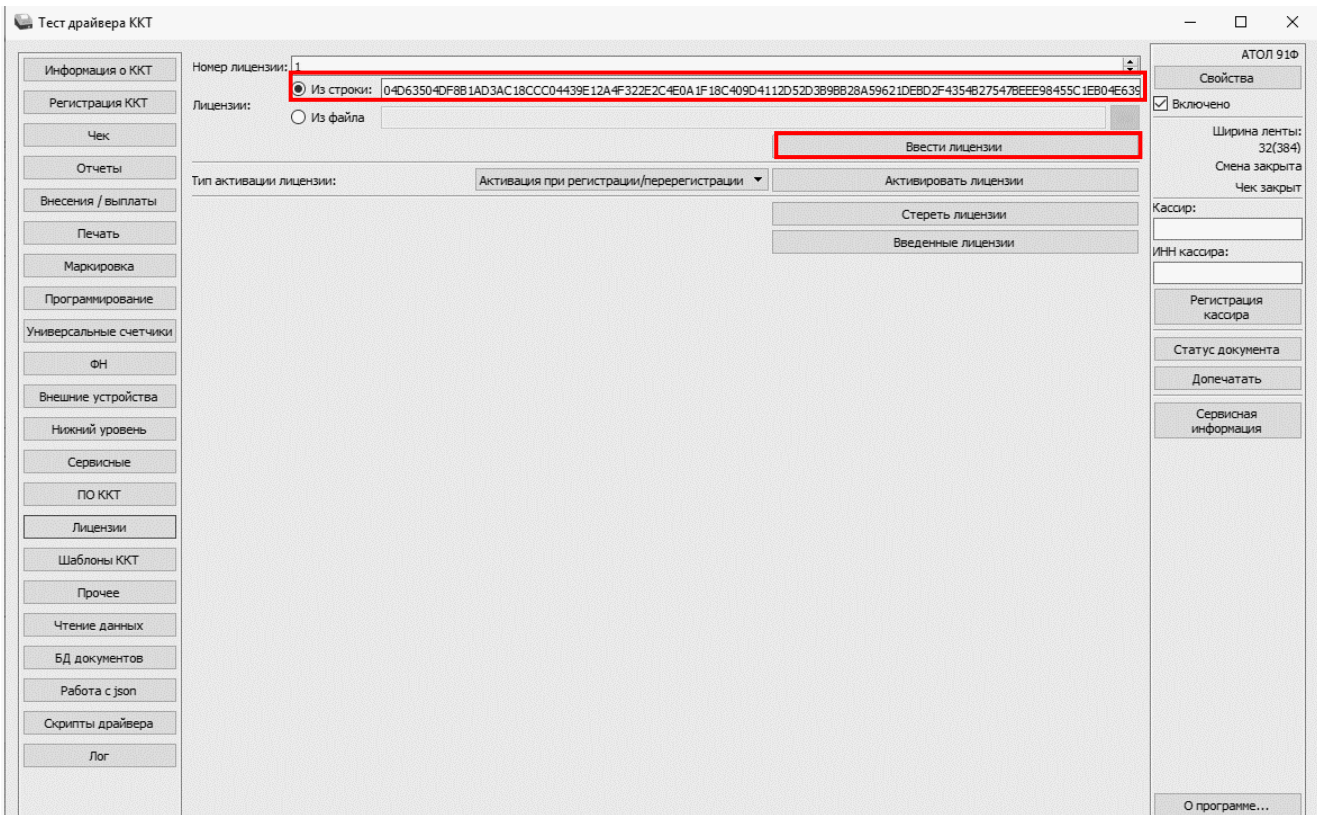 Тест драйвера ККТ
Информация о ККТ
Регистрация ККТ
Чек
Отчеты
Внесения / выплаты
Печать
Маркировка
Программирование
Универсальные счетчики
ФН
Внешние устройства
Нижний уровень
Сервисные
ПО ККТ
Лицензии
Шаблоны ККТ
Прочее
Чтение данных
БД документов
Работа с json
Скрипты драйвера
Лог
Номер лицензии: 1
Лицензии:
Из строки: 04D63504DF8B1AD3AC18CCC04439E12A4F322E2C4E0A1F18C409D4112D52D3B9BB28A59621DEBD2F4354B27547BEEE98455C1EB04E639
Из файла
Ввести лицензии
Тип активации лицензии: Активация при регистрации/перерегистрации Активировать лицензии
Стереть лицензии
Введенные лицензии
АТОЛ 91Ф
Свойства
Включено
Ширина ленты:
32(384)
Смена закрыта
Чек закрыт
Кассир:
ИНН кассира:
Регистрация
кассира
Статус документа
Допечатать
Сервисная
информация
О программе...